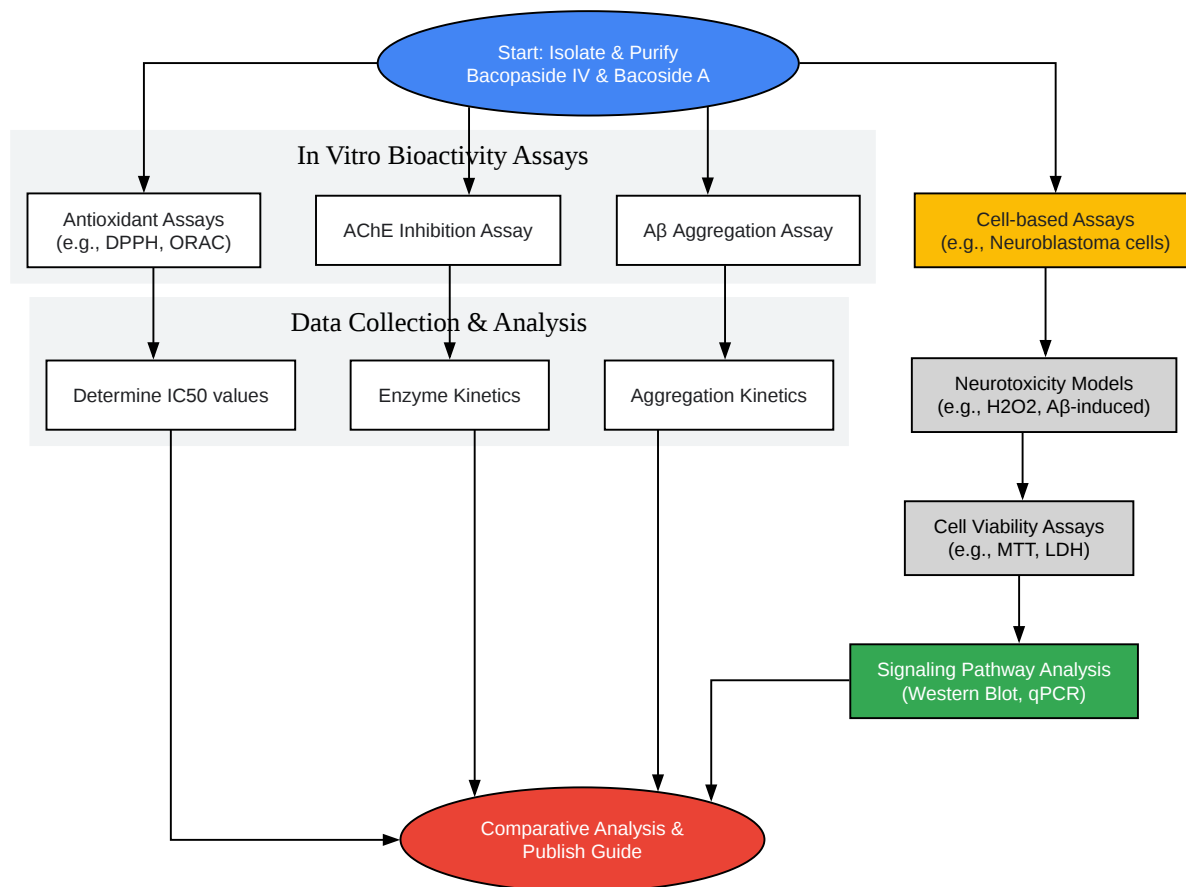 Start: Isolate & Purify
Bacopaside IV & Bacoside A
In Vitro Bioactivity Assays
Antioxidant Assays
(e.g., DPPH, ORAC)
AChE Inhibition Assay
Aβ Aggregation Assay
Cell-based Assays
(e.g., Neuroblastoma cells)
Data Collection & Analysis
Determine IC50 values
Enzyme Kinetics
Aggregation Kinetics
Neurotoxicity Models
(e.g., H2O2, Aβ-induced)
Cell Viability Assays
(e.g., MTT, LDH)
Signaling Pathway Analysis
(Western Blot, qPCR)
Comparative Analysis &
Publish Guide